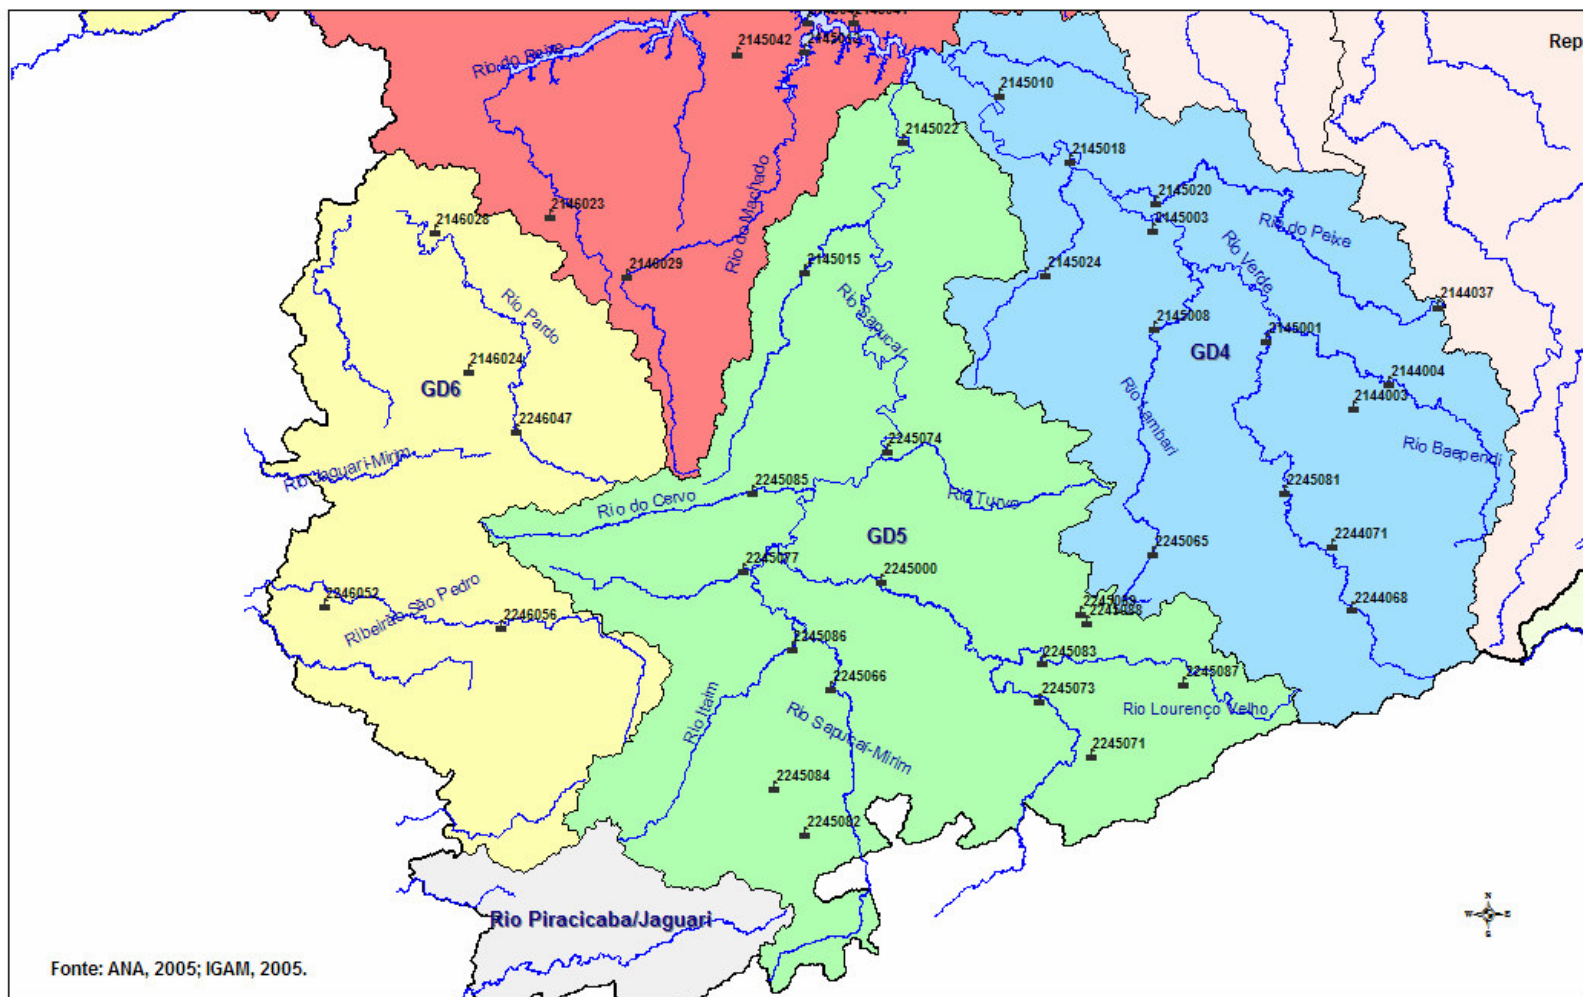 Rep
2145042
Rio do Peixe
2145010
2145022
2145018
2145020
2145003
2146023
2146028
Rio do Machado
Rio do Peixe
Rio Verde
2146029
2145015
2145024
2144037
Rio Pardo
Rio Sapucaí
2145008
2145001
GD4
2146024
GD6
2144004
2144003
Rio Lambari
2246047
2245074
Rio Baependi
Rio Jaguari-Mirim
2245085
2245081
Rio do Cervo
Rio Turvo
GD5
2244071
2245065
2245077
2245000
2246052
Ribeirão São Pedro
2246056
2245088
2244068
2245086
2245083
2245066
2245073
2245087
Rio Itaim
Rio Sapucaí-Mirim
Rio Lourenço Velho
2245071
2245084
2245082
Rio Piracicaba/Jaguari
N
W E
S
Fonte: ANA, 2005; IGAM, 2005.